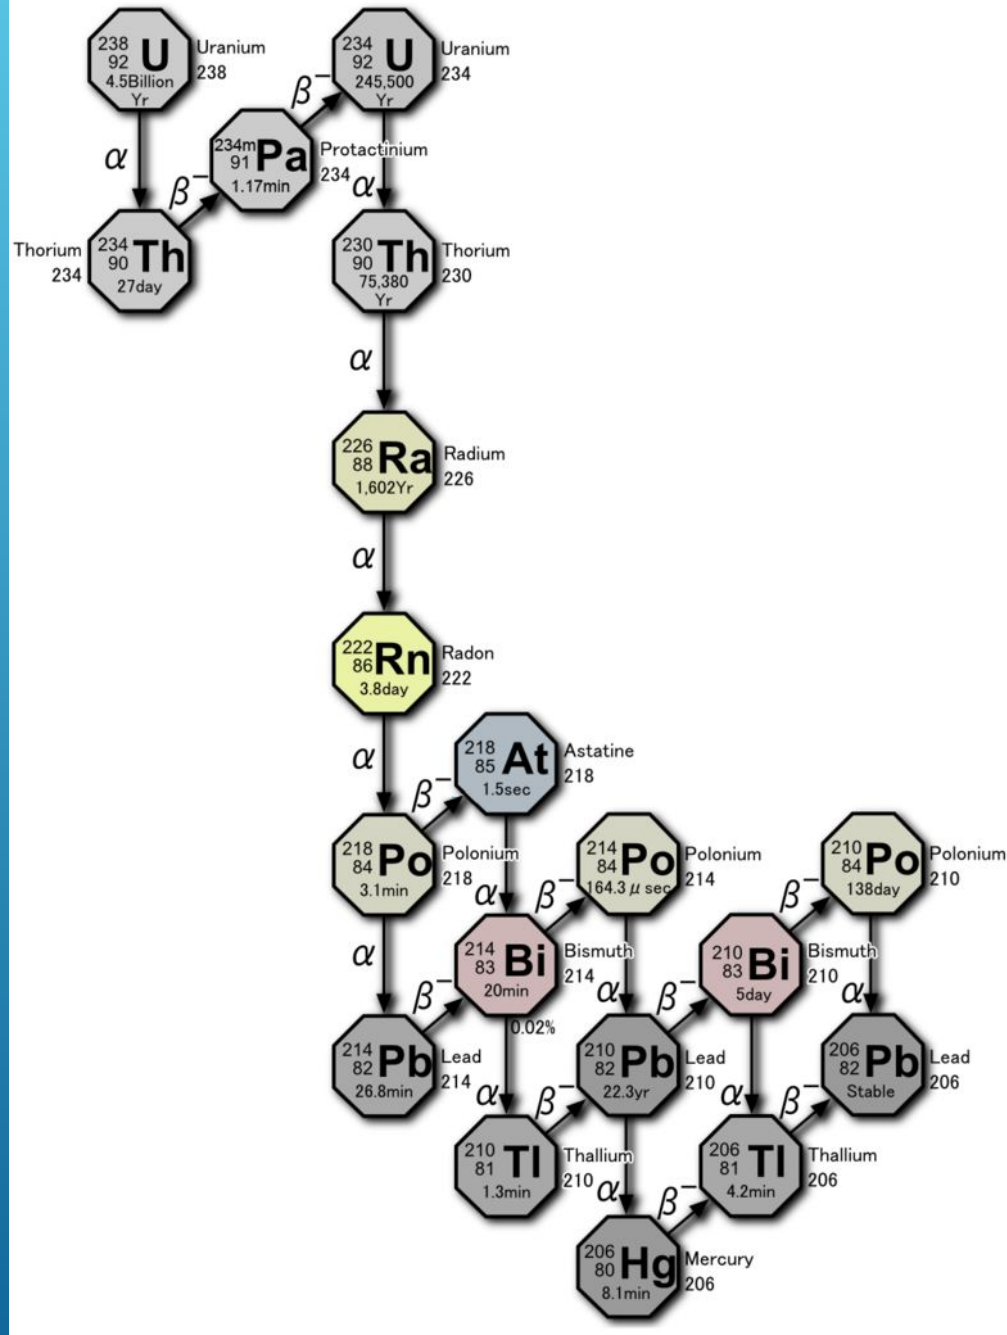 238
92 U
4.5Billion
Yr
Uranium
238
α
Thorium
234
234
90 Th
27day
β−
234m
91 Pa
1.17min
Protactinium
234
β−
234
92 U
245,500
Yr
Uranium
234
α
230
90 Th
75,380
Yr
Thorium
230
α
226
88 Ra
1,602Yr
Radium
226
α
222
86 Rn
3.8day
Radon
222
α
218
84 Po
3.1min
Polonium
218
β−
218
85 At
1.5sec
Astatine
218
α
α
214
82 Pb
26.8min
Lead
214
β−
214
83 Bi
20min
Bismuth
214
0.02%
β−
214
84 Po
164.3 μ sec
Polonium
214
α
α
210
81 Tl
1.3min
Thallium
210
β−
210
82 Pb
22.3yr
Lead
210
β−
210
83 Bi
5day
Bismuth
210
β−
210
84 Po
138day
Polonium
210
α
α
α
206
80 Hg
8.1min
Mercury
206
β−
206
81 Tl
4.2min
Thallium
206
β−
206
82 Pb
Stable
Lead
206